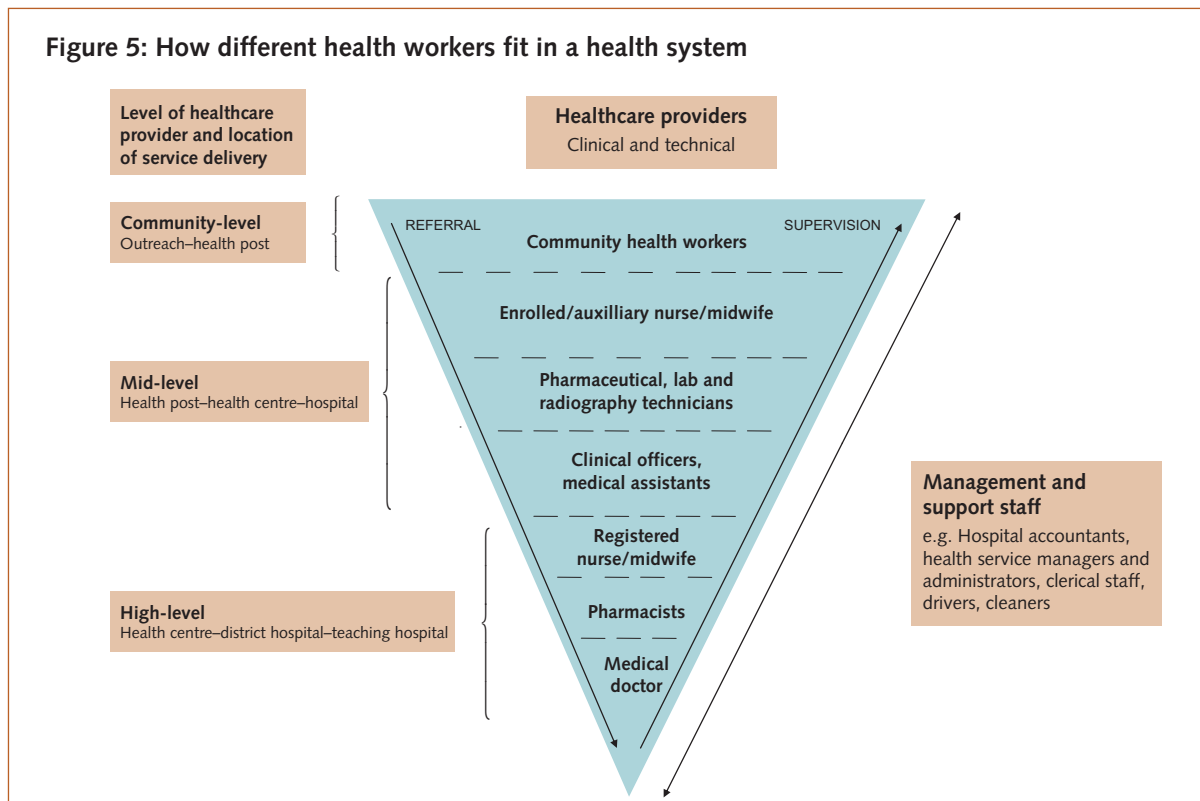 Figure 5: How different health workers fit in a health system
Level of healthcare
provider and location
of service delivery
Healthcare providers
Clinical and technical
Community-level
Outreach–health post
REFERRAL
SUPERVISION
Community health workers
Enrolled/auxilliary nurse/midwife
Mid-level
Health post–health centre–hospital
Pharmaceutical, lab and
radiography technicians
Clinical officers,
medical assistants
Management and
support staff
e.g. Hospital accountants,
health service managers and
administrators, clerical staff,
drivers, cleaners
Registered
nurse/midwife
High-level
Health centre–district hospital–teaching hospital
Pharmacists
Medical
doctor